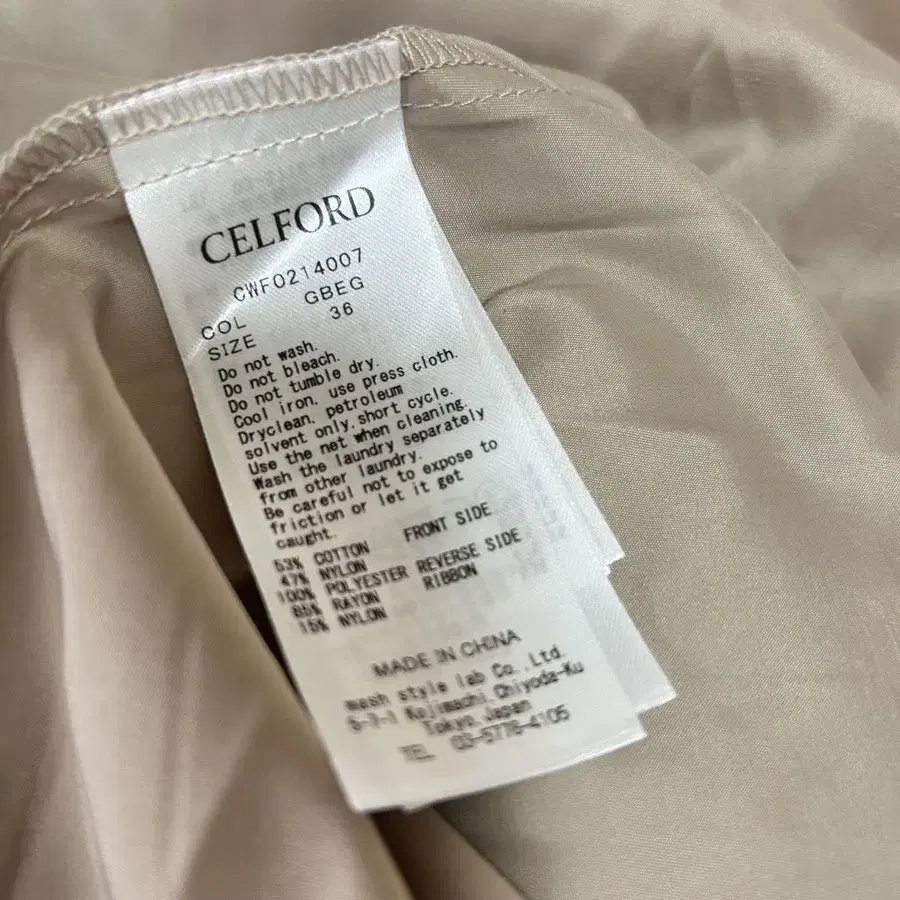 CELFORD
CWF0214007
COL GBEG
SIZE 36
Do not wash.
Do not bleach.
Do not tumble dry.
Cool iron, use press cloth.
Dryclean, petroleum
solvent only,short cycle.
Use the net when cleaning.
Wash the laundry separately
from other laundry.
Be careful not to expose to
friction or let it get
caught.
53% COTTON FRONT SIDE
47% NYLON
100% POLYESTER REVERSE SIDE
85% RAYON RIBBON
15% NYLON
MADE IN CHINA
mash style lab Co.,Ltd.
5-7-1 Kojimachi,Chiyoda-Ku
Tokyo,Japan
TEL 03-5778-4105